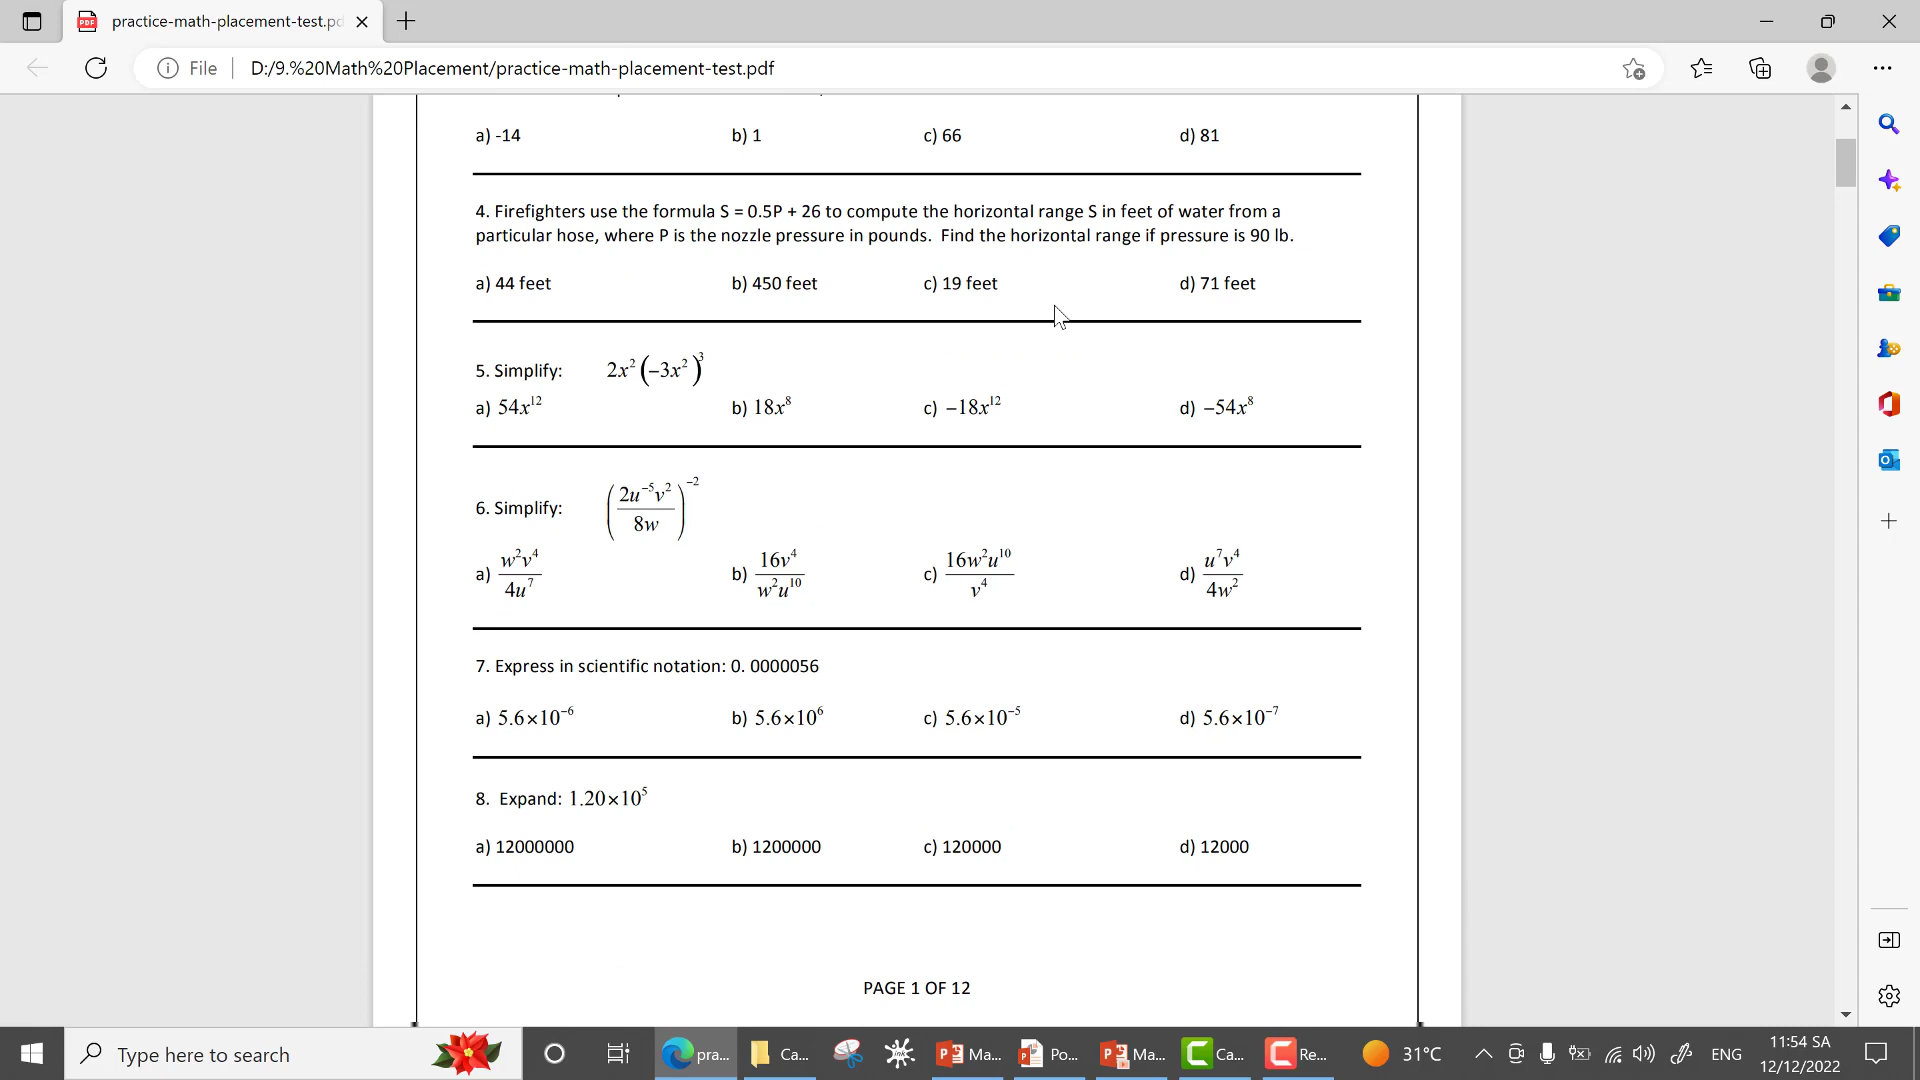 practice-math-placement-test.pd
File
D:/9.%20Math%20Placement/practice-math-placement-test.pdf
a) -14 b) 1 c) 66 d) 81
4. Firefighters use the formula S = 0.5P + 26 to compute the horizontal range S in feet of water from a
particular hose, where P is the nozzle pressure in pounds. Find the horizontal range if pressure is 90 lb.
a) 44 feet b) 450 feet c) 19 feet d) 71 feet
5. Simplify: 2x²(–3x²)³
a) 54x¹² b) 18x⁸ c) –18x¹² d) –54x⁸
6. Simplify: (2u⁻⁵v² / 8w)⁻²
a) w²v⁴ / 4u⁷ b) 16v⁴ / w²u¹⁰ c) 16w²u¹⁰ / v⁴ d) u⁷v⁴ / 4w²
7. Express in scientific notation: 0. 0000056
a) 5.6×10⁻⁶ b) 5.6×10⁶ c) 5.6×10⁻⁵ d) 5.6×10⁻⁷
8. Expand: 1.20×10⁵
a) 12000000 b) 1200000 c) 120000 d) 12000
PAGE 1 OF 12
Type here to search
pra... Ca... Ma... Po... Ma... Ca... Re... 31°C ENG
11:54 SA
12/12/2022